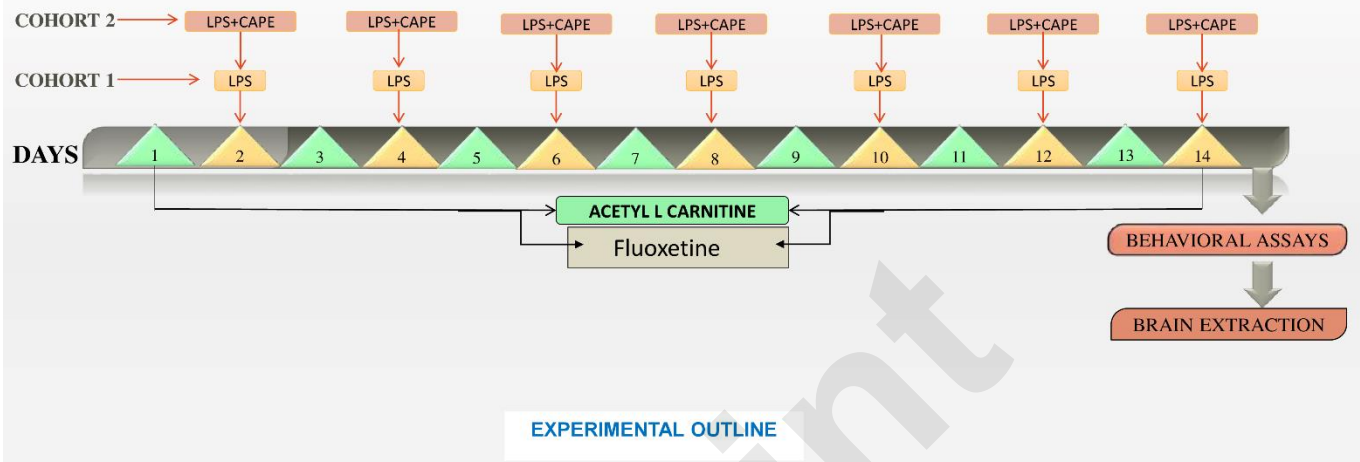 COHORT 2 LPS+CAPE LPS+CAPE LPS+CAPE LPS+CAPE LPS+CAPE LPS+CAPE LPS+CAPE
COHORT 1 LPS LPS LPS LPS LPS LPS LPS
DAYS 1 2 3 4 5 6 7 8 9 10 11 12 13 14
ACETYL L CARNITINE
Fluoxetine
BEHAVIORAL ASSAYS
BRAIN EXTRACTION
EXPERIMENTAL OUTLINE